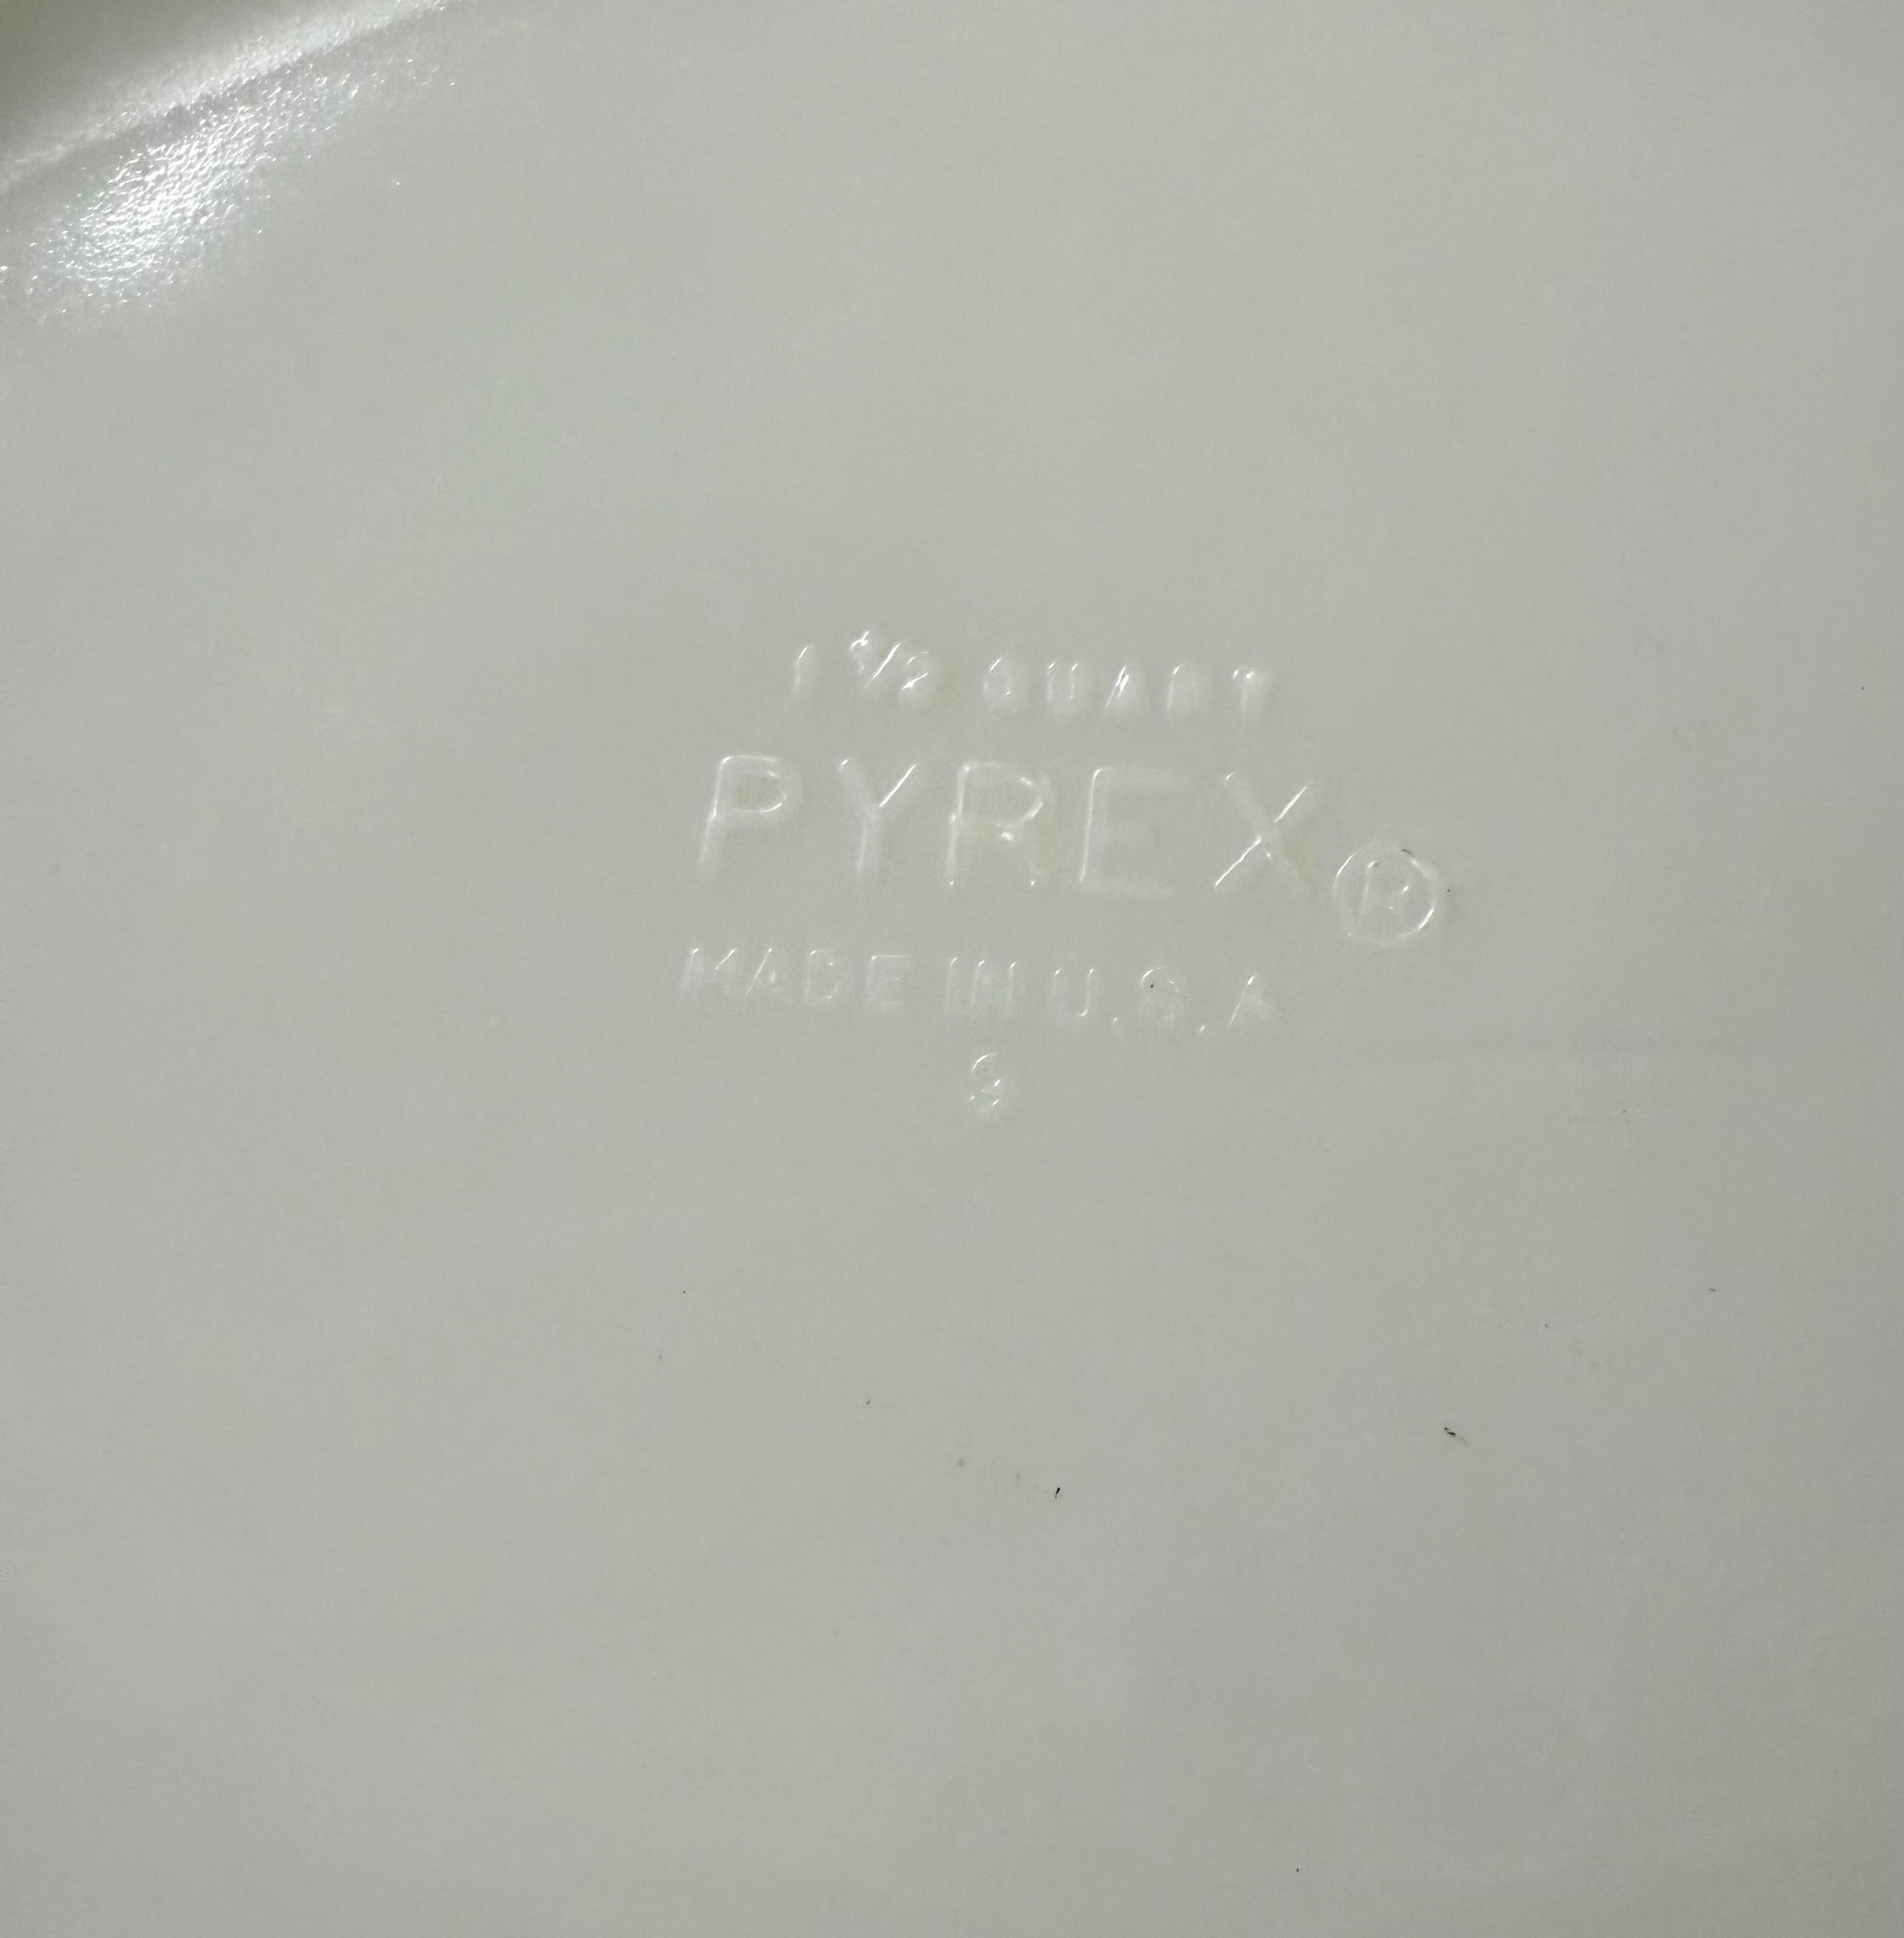 1 1/2 QUART
PYREX®
MADE IN U.S.A